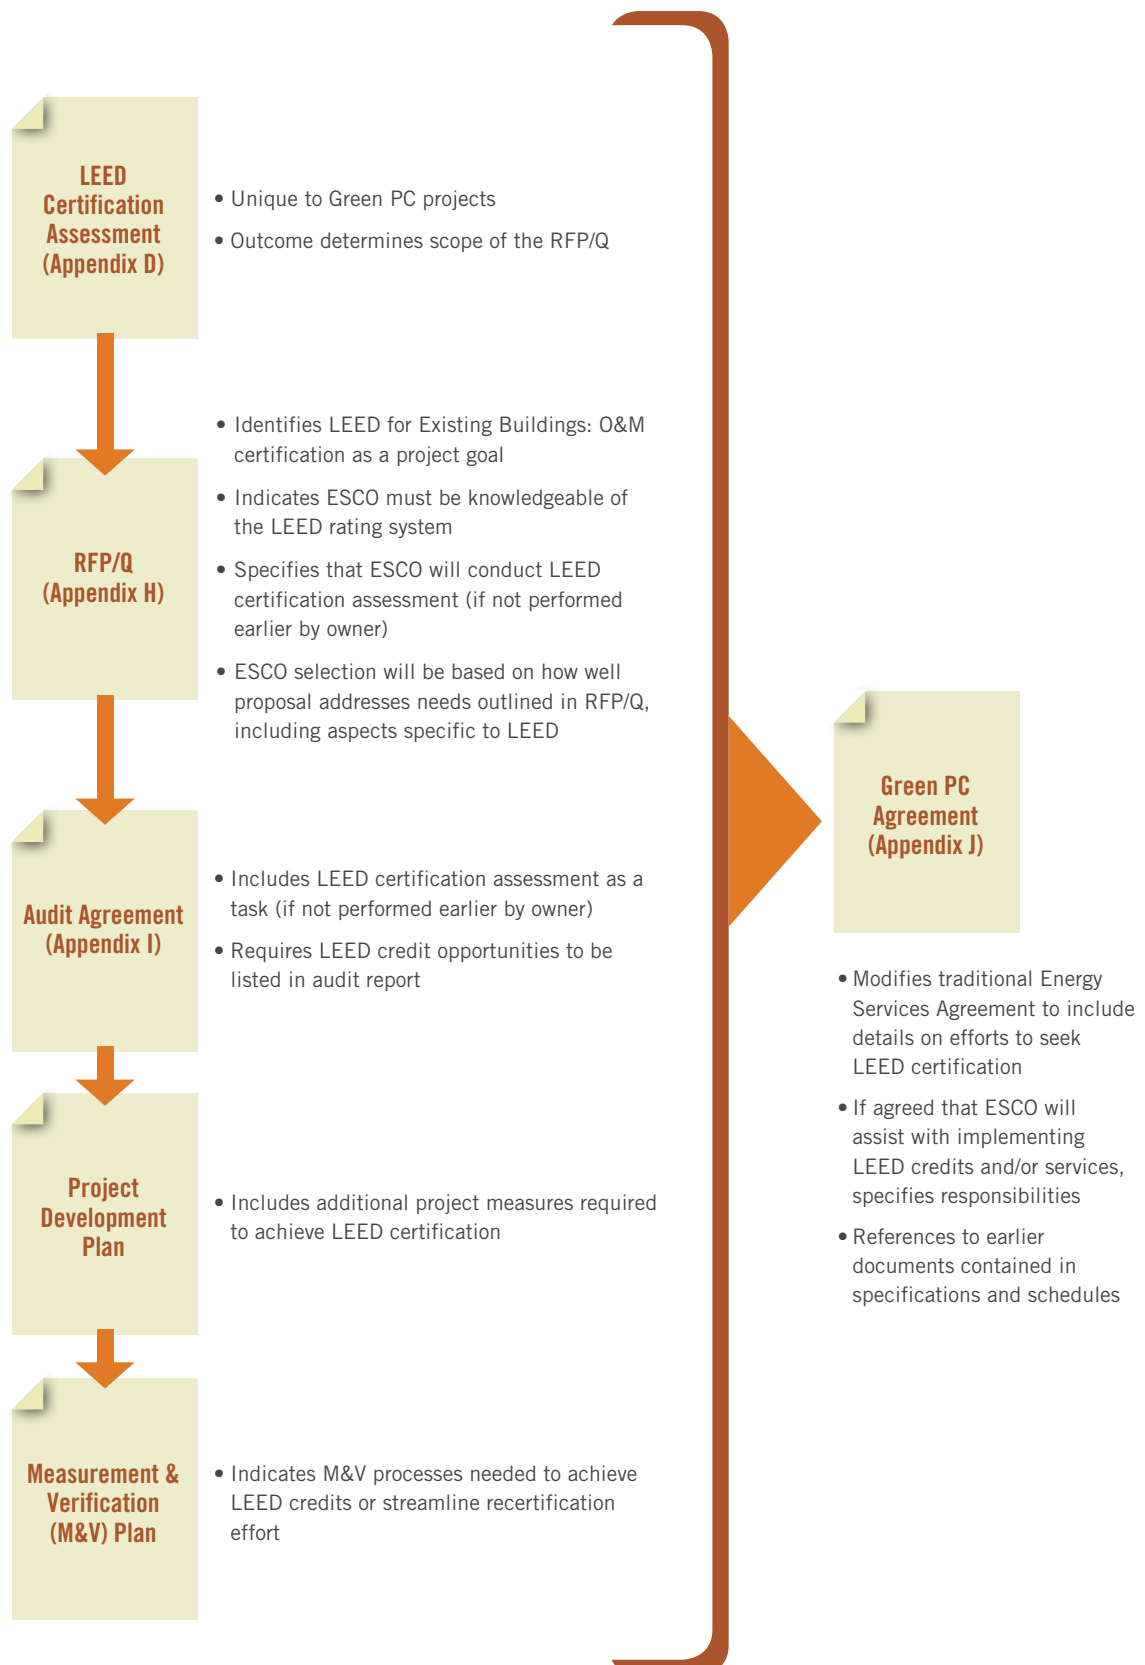 LEED
Certification
Assessment
(Appendix D)
• Unique to Green PC projects
• Outcome determines scope of the RFP/Q
RFP/Q
(Appendix H)
• Identifies LEED for Existing Buildings: O&M
certification as a project goal
• Indicates ESCO must be knowledgeable of
the LEED rating system
• Specifies that ESCO will conduct LEED
certification assessment (if not performed
earlier by owner)
• ESCO selection will be based on how well
proposal addresses needs outlined in RFP/Q,
including aspects specific to LEED
Audit Agreement
(Appendix I)
• Includes LEED certification assessment as a
task (if not performed earlier by owner)
• Requires LEED credit opportunities to be
listed in audit report
Project
Development
Plan
• Includes additional project measures required
to achieve LEED certification
Measurement &
Verification
(M&V) Plan
• Indicates M&V processes needed to achieve
LEED credits or streamline recertification
effort
Green PC
Agreement
(Appendix J)
• Modifies traditional Energy
Services Agreement to include
details on efforts to seek
LEED certification
• If agreed that ESCO will
assist with implementing
LEED credits and/or services,
specifies responsibilities
• References to earlier
documents contained in
specifications and schedules